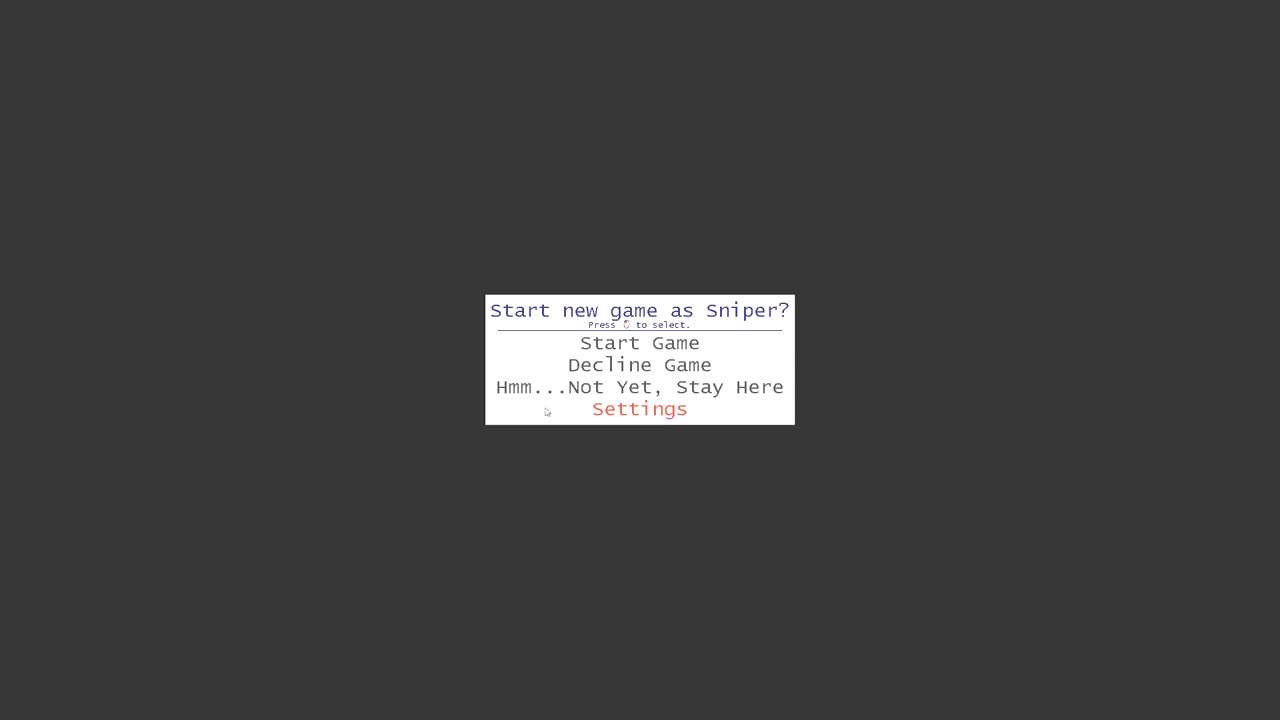 Start new game as Sniper?
Press to select.
Start Game
Decline Game
Hmm...Not Yet, Stay Here
Settings